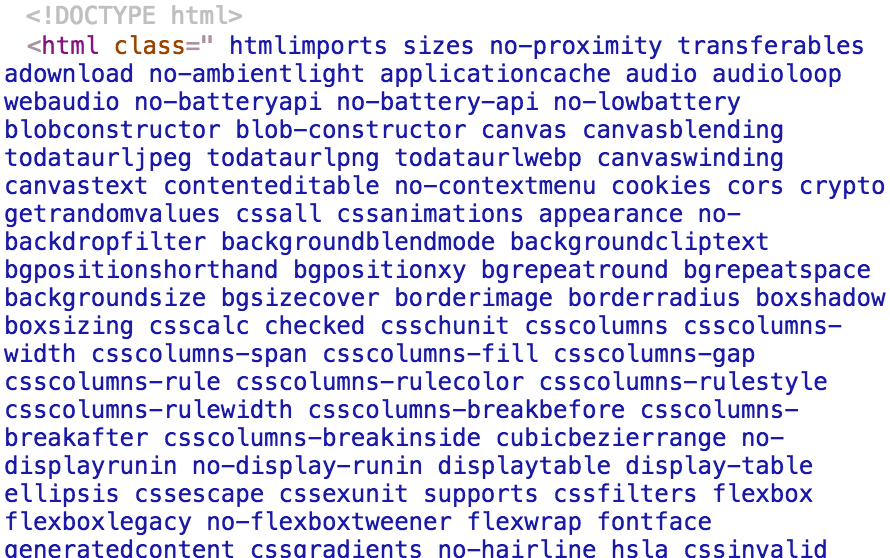 <!DOCTYPE html>
<html class=" htmlimports sizes no-proximity transferables
adownload no-ambientlight applicationcache audio audioloop
webaudio no-batteryapi no-battery-api no-lowbattery
blobconstructor blob-constructor canvas canvasblending
todataurljpeg todataurlpng todataurlwebp canvaswinding
canvastext contenteditable no-contextmenu cookies cors crypto
getrandomvalues cssall cssanimations appearance no-
backdropfilter backgroundblendmode backgroundcliptext
bgpositionshorthand bgpositionxy bgrepeatround bgrepeatspace
backgroundsize bgsizecover borderimage borderradius boxshadow
boxsizing csscalc checked csschunit csscolumns csscolumns-
width csscolumns-span csscolumns-fill csscolumns-gap
csscolumns-rule csscolumns-rulecolor csscolumns-rulestyle
csscolumns-rulewidth csscolumns-breakbefore csscolumns-
breakafter csscolumns-breakinside cubicbezierrange no-
displayrunin no-display-runin displaytable display-table
ellipsis cssescape cssexunit supports cssfilters flexbox
flexboxlegacy no-flexboxtweener flexwrap fontface
generatedcontent cssgradients no-hairline hsla cssinvalid